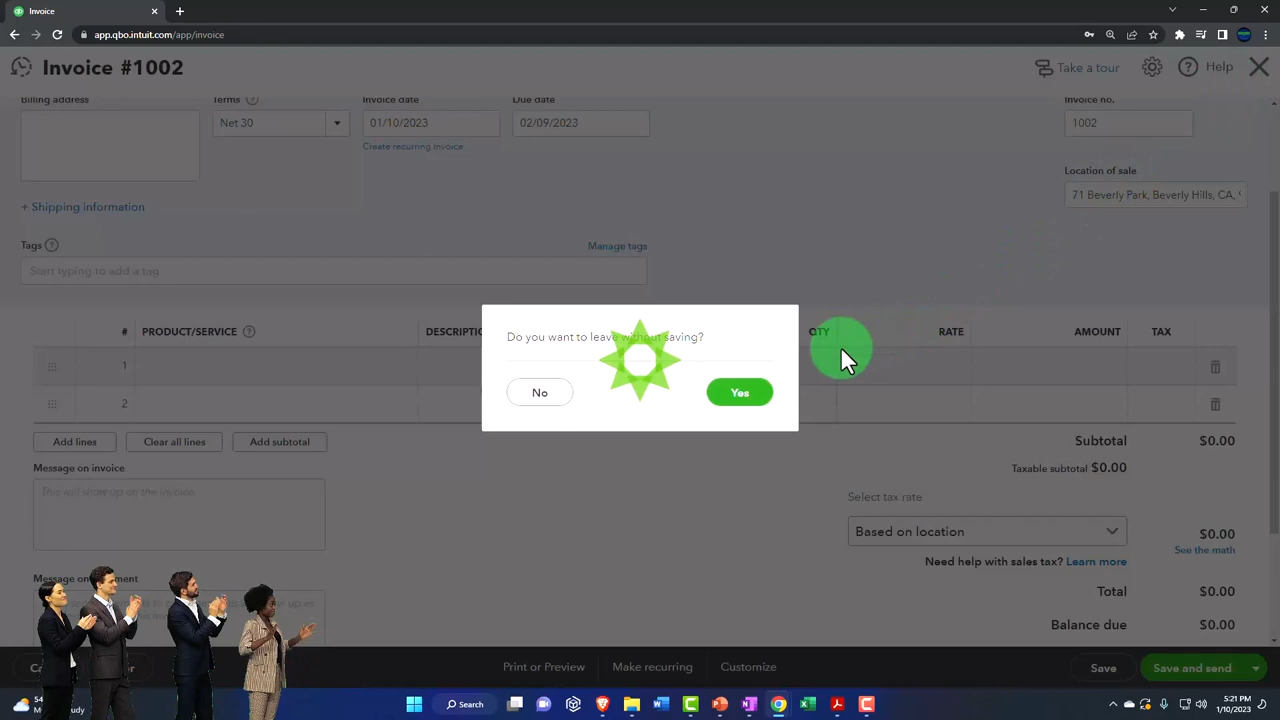 Invoice
app.qbo.intuit.com/app/invoice
Invoice #1002
Take a tour
Help
Billing address
Terms
Invoice date
Due date
Invoice no.
Net 30
01/10/2023
02/09/2023
1002
Create recurring invoice
Location of sale
71 Beverly Park, Beverly Hills, CA,
+ Shipping information
Tags
Manage tags
Start typing to add a tag
# PRODUCT/SERVICE QTY RATE AMOUNT TAX
Do you want to leave without saving?
1
No Yes
2
Add lines Clear all lines Add subtotal
Subtotal $0.00
Message on invoice
Taxable subtotal $0.00
This will show up on the invoice.
Select tax rate
Based on location
$0.00
See the math
Need help with sales tax? Learn more
Message on
Total $0.00
Balance due $0.00
Print or Preview Make recurring Customize
Save Save and send
Search
5:21 PM
1/10/2023